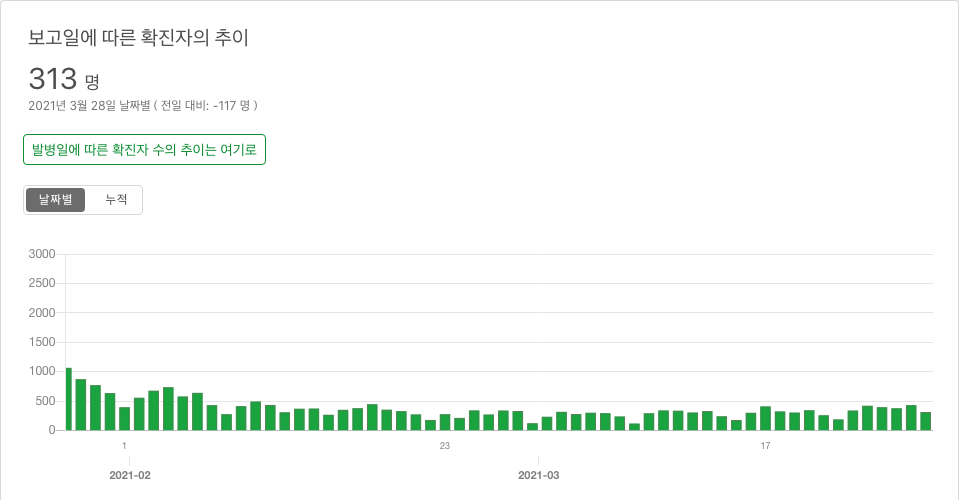 보고일에 따른 확진자의 추이
313 명
2021년 3월 28일 날짜별 ( 전일 대비: -117 명 )
발병일에 따른 확진자 수의 추이는 여기로
날짜별 누적
3000
2500
2000
1500
1000
500
0
1 23 17
2021-02 2021-03